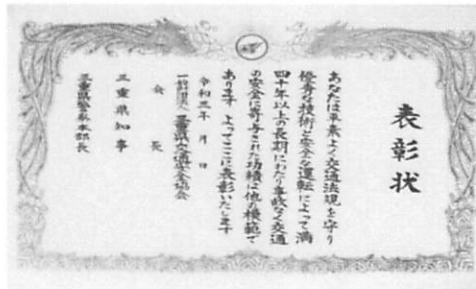 表彰状
あなたは平素よく交通法規を守り
優秀な技術と安全な運転によって満
四十年以上の長期にわたり事故なく交通
の安全に寄与された功績は他の模範で
あります よってここに表彰いたします
令和三年 月 日
一般財団法人 三重県交通安全協会
会長
三重県知事
三重県警察本部長